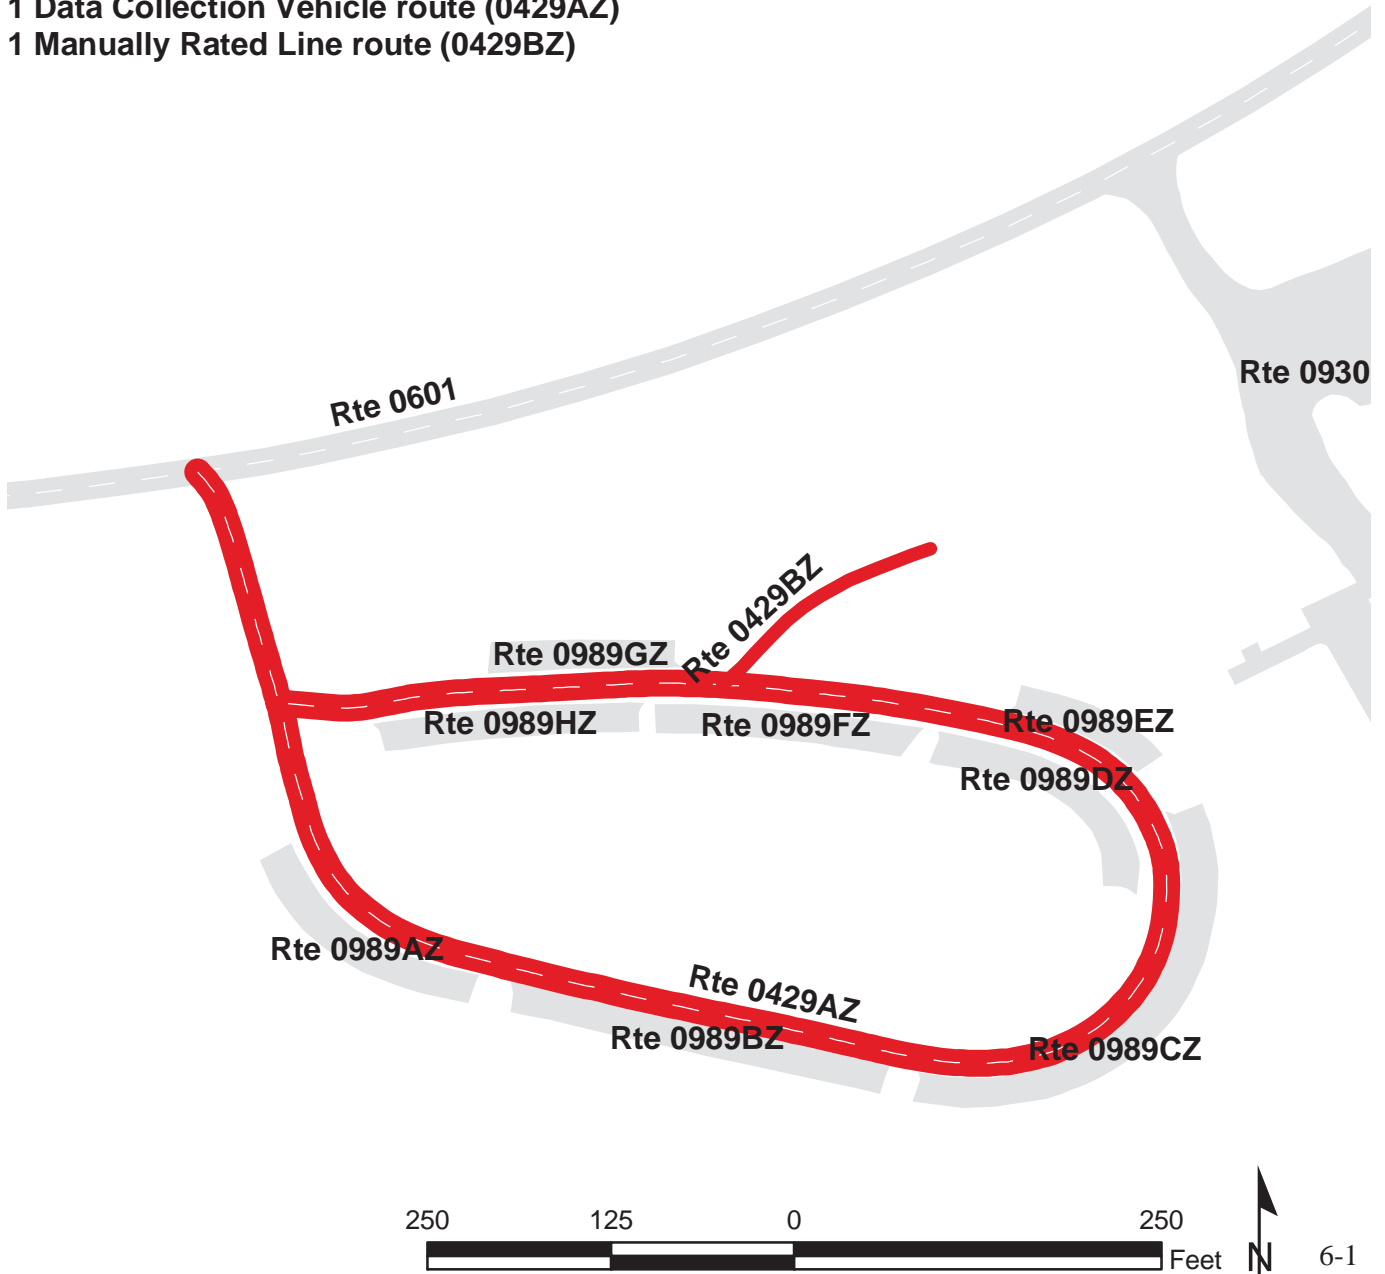 1 Data Collection Vehicle route (0429AZ)
1 Manually Rated Line route (0429BZ)
Rte 0930
Rte 0601
Rte 0429BZ
Rte 0989GZ
Rte 0989HZ
Rte 0989FZ
Rte 0989EZ
Rte 0989DZ
Rte 0989AZ
Rte 0429AZ
Rte 0989BZ
Rte 0989CZ
250 125 0 250
Feet N 6-1